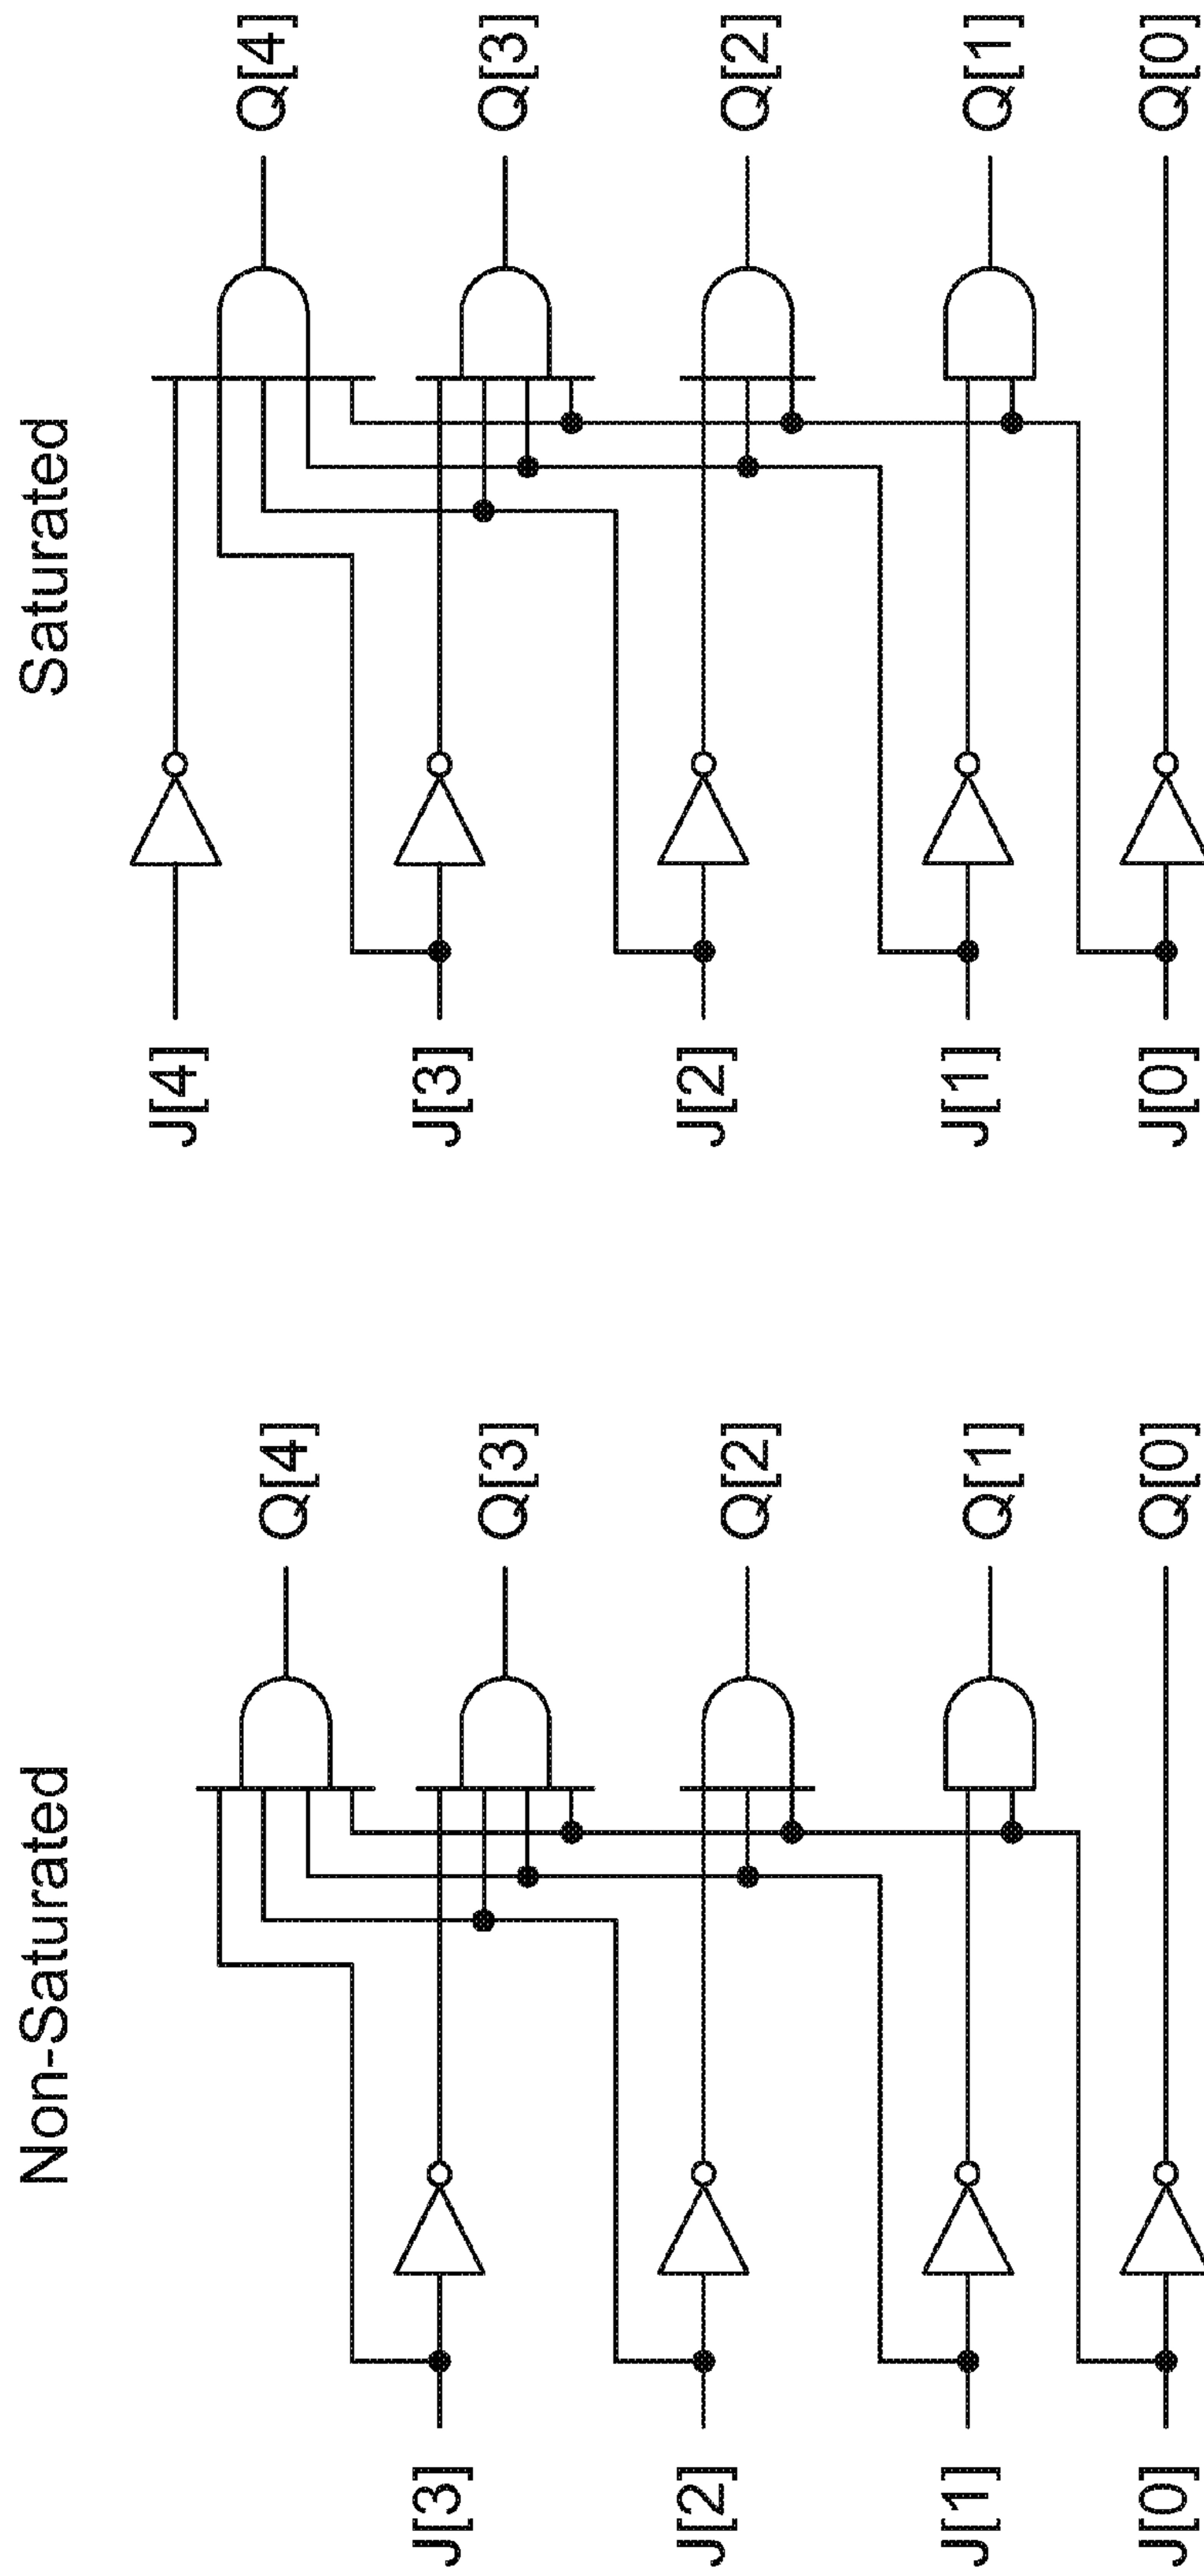 Non-Saturated
J[3]
J[2]
J[1]
J[0]
Q[4]
Q[3]
Q[2]
Q[1]
Q[0]
Saturated
J[4]
J[3]
J[2]
J[1]
J[0]
Q[4]
Q[3]
Q[2]
Q[1]
Q[0]